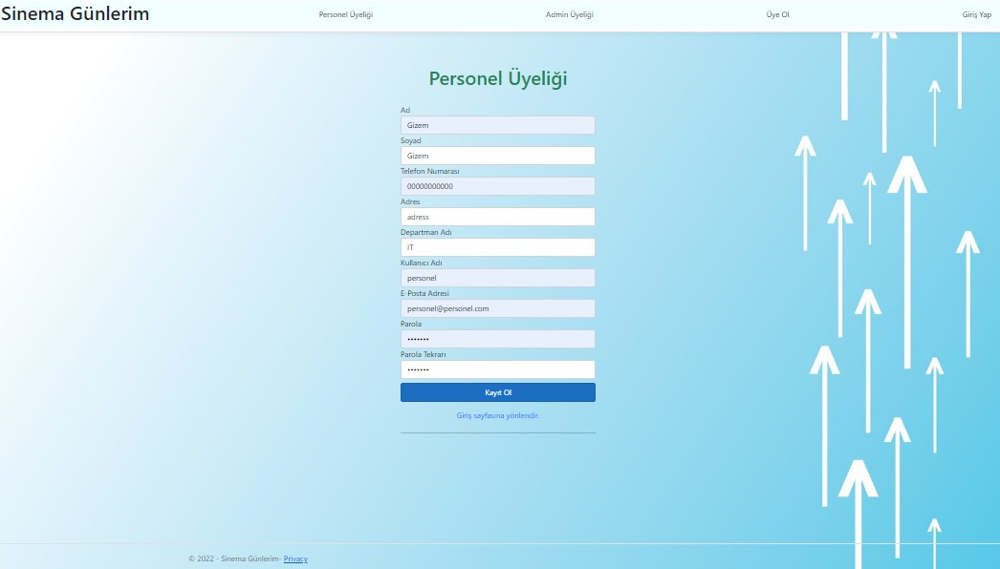 Sinema Günlerim
Personel Üyeliği
Admin Üyeliği
Üye Ol
Giriş Yap
Personel Üyeliği
Ad
Gizem
Soyad
Gizem
Telefon Numarası
00000000000
Adres
adress
Departman Adı
IT
Kullanıcı Adı
personel
E-Posta Adresi
personel@personel.com
Parola
•••••••
Parola Tekrarı
•••••••
Kayıt Ol
Giriş sayfasına yönlendir.
© 2022 - Sinema Günlerim- Privacy